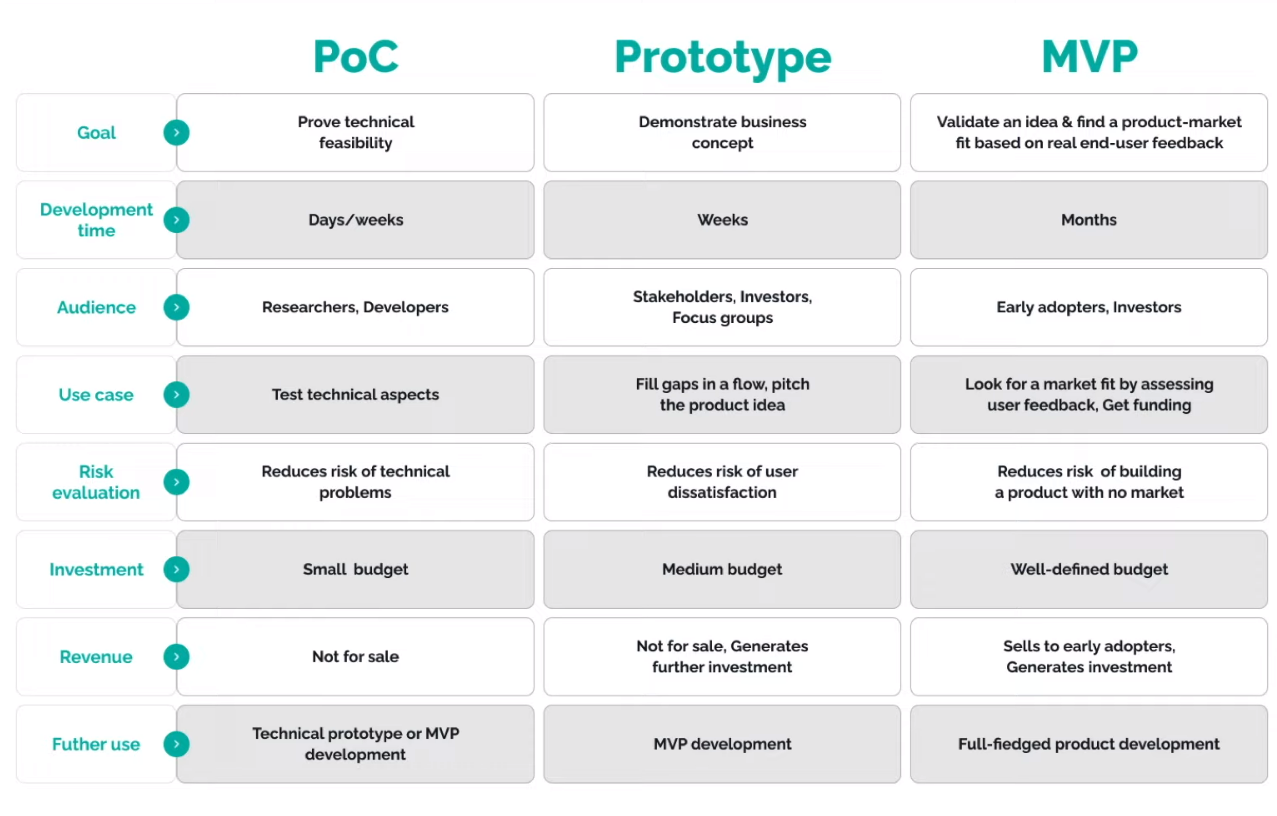 PoC Prototype MVP
Goal
Prove technical
feasibility
Demonstrate business
concept
Validate an idea & find a product-market
fit based on real end-user feedback
Development
time
Days/weeks
Weeks
Months
Audience
Researchers, Developers
Stakeholders, Investors,
Focus groups
Early adopters, Investors
Use case
Test technical aspects
Fill gaps in a flow, pitch
the product idea
Look for a market fit by assessing
user feedback, Get funding
Risk
evaluation
Reduces risk of technical
problems
Reduces risk of user
dissatisfaction
Reduces risk of building
a product with no market
Investment
Small budget
Medium budget
Well-defined budget
Revenue
Not for sale
Not for sale, Generates
further investment
Sells to early adopters,
Generates investment
Futher use
Technical prototype or MVP
development
MVP development
Full-fiedged product development